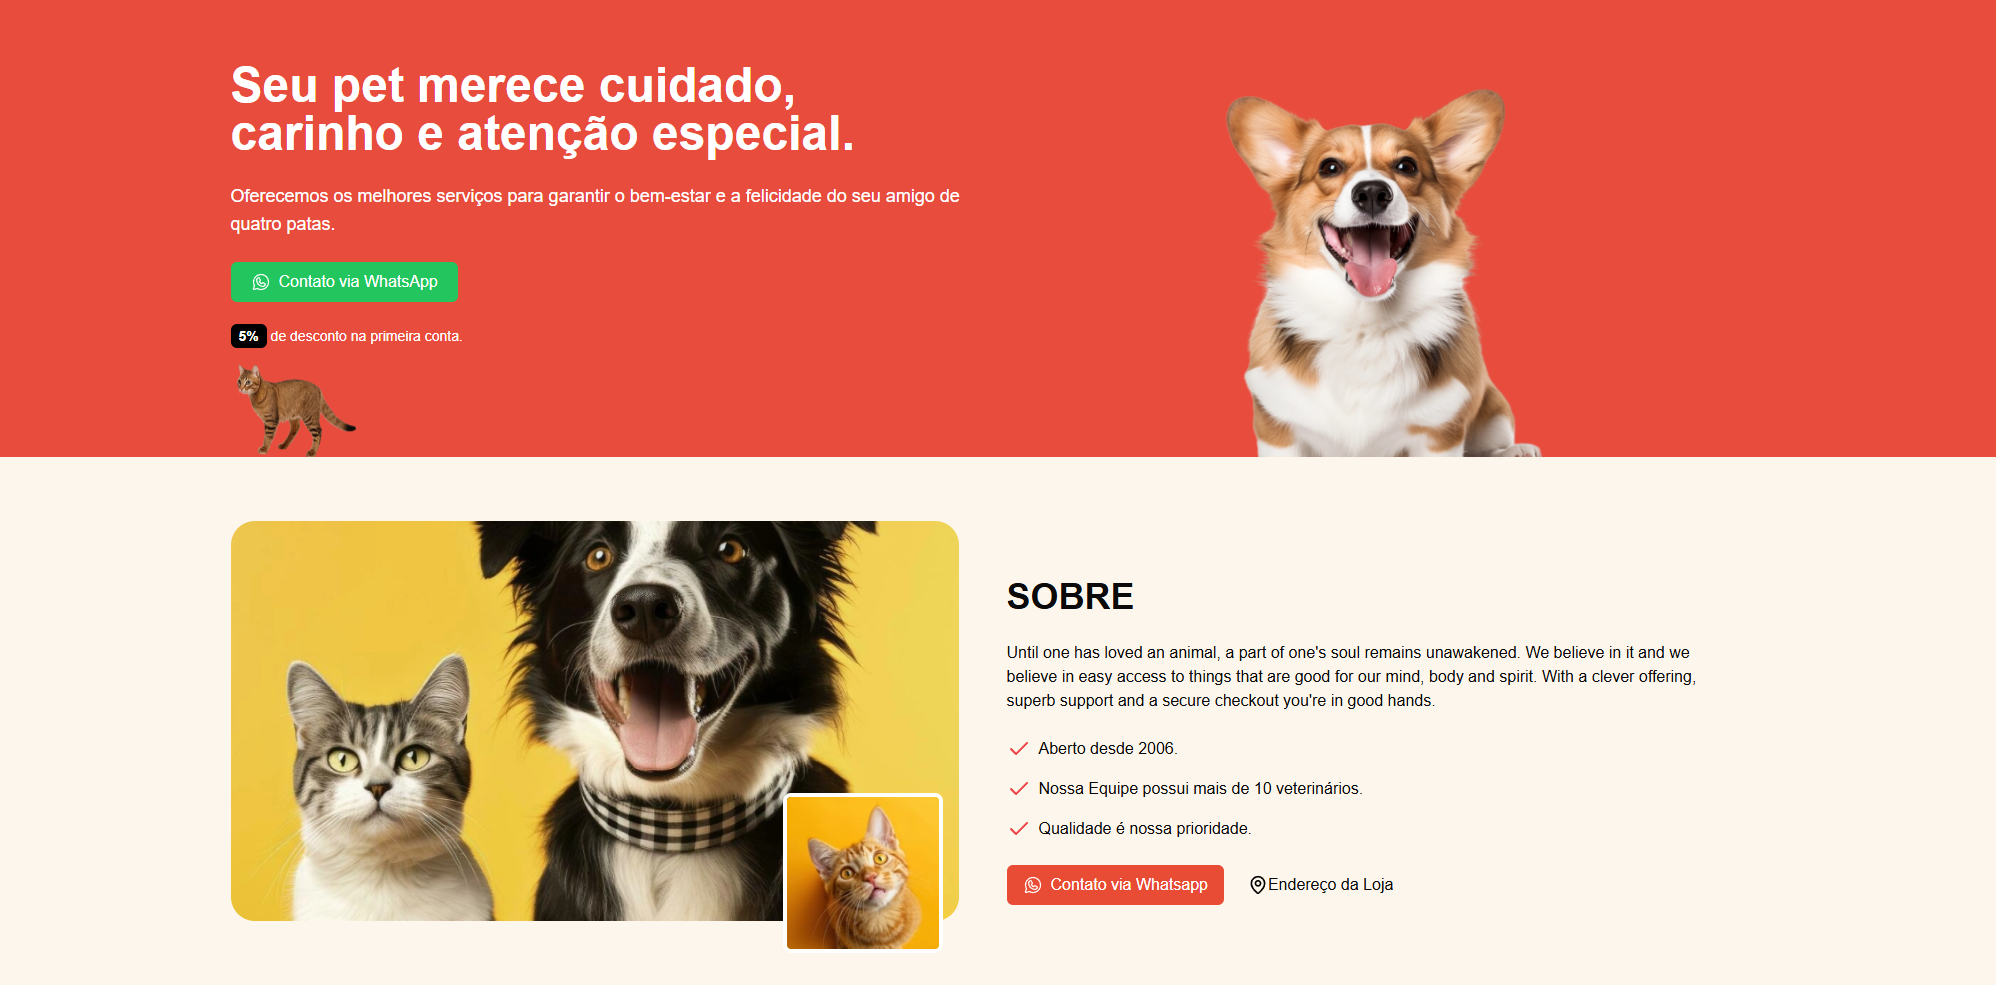 Seu pet merece cuidado,
carinho e atenção especial.
Oferecemos os melhores serviços para garantir o bem-estar e a felicidade do seu amigo de
quatro patas.
Contato via WhatsApp
5% de desconto na primeira conta.
SOBRE
Until one has loved an animal, a part of one's soul remains unawakened. We believe in it and we
believe in easy access to things that are good for our mind, body and spirit. With a clever offering,
superb support and a secure checkout you're in good hands.
Aberto desde 2006.
Nossa Equipe possui mais de 10 veterinários.
Qualidade é nossa prioridade.
Contato via Whatsapp
Endereço da Loja